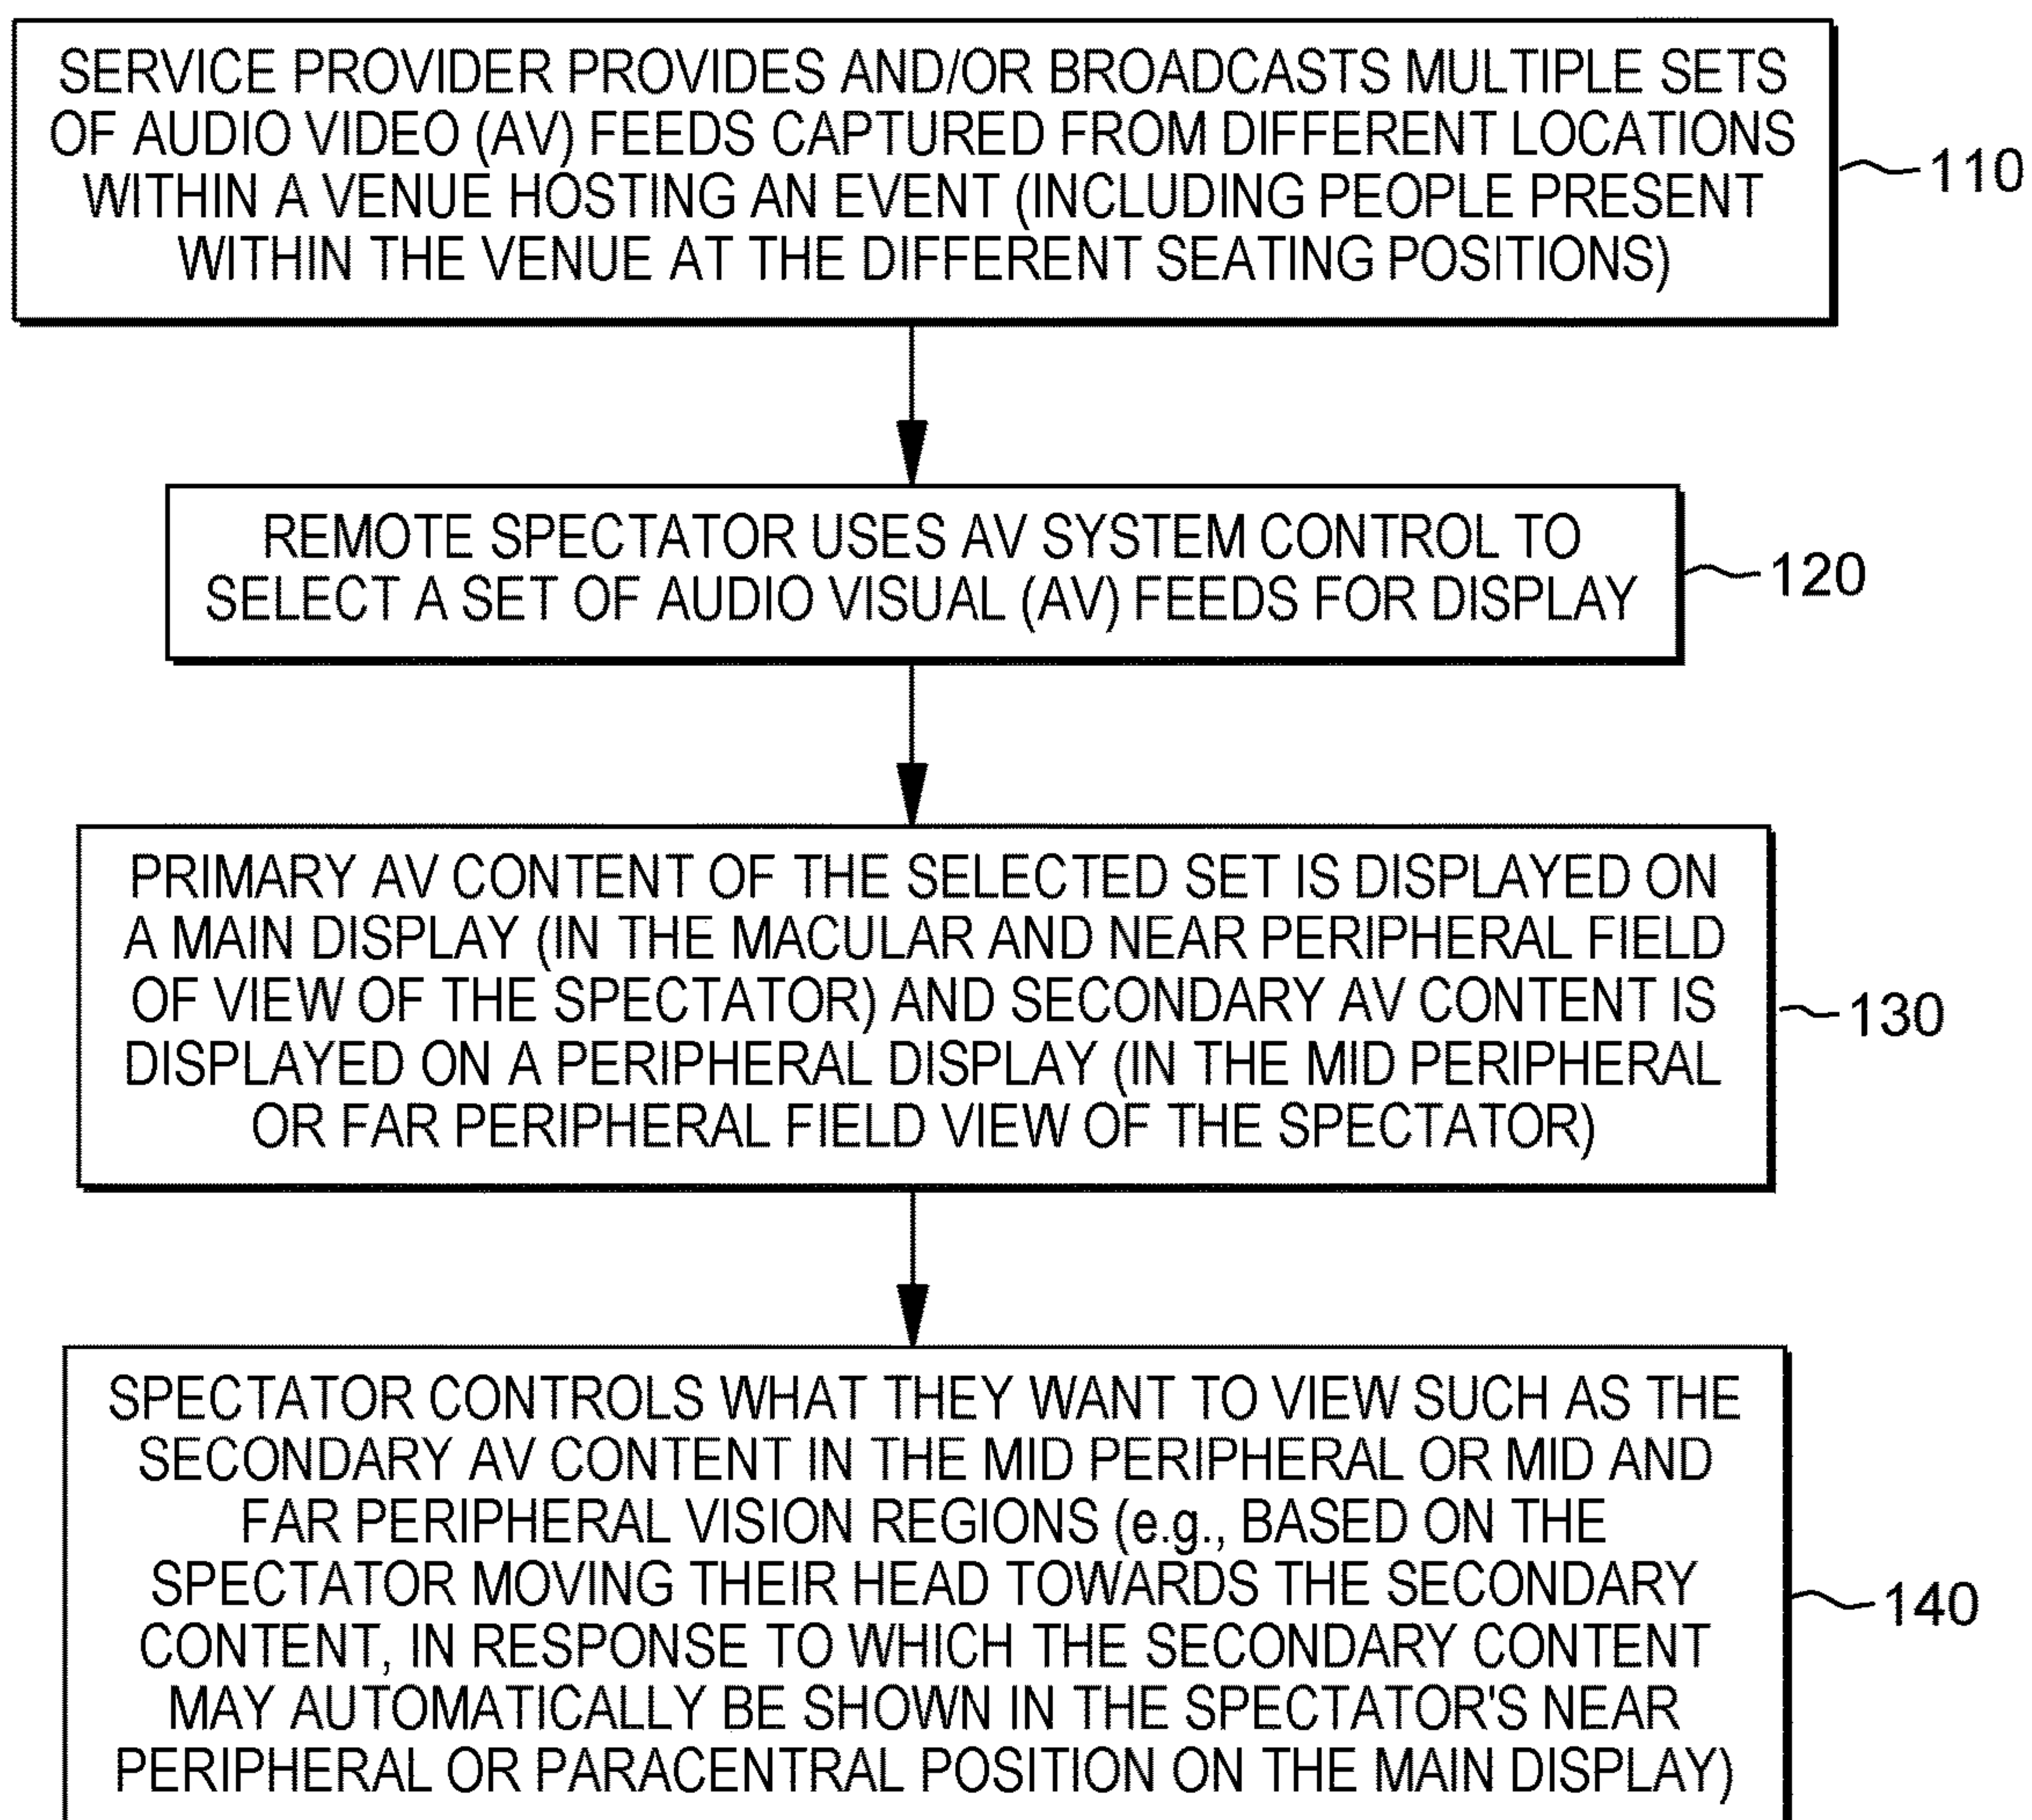 SERVICE PROVIDER PROVIDES AND/OR BROADCASTS MULTIPLE SETS
OF AUDIO VIDEO (AV) FEEDS CAPTURED FROM DIFFERENT LOCATIONS
WITHIN A VENUE HOSTING AN EVENT (INCLUDING PEOPLE PRESENT
WITHIN THE VENUE AT THE DIFFERENT SEATING POSITIONS)
110
REMOTE SPECTATOR USES AV SYSTEM CONTROL TO
SELECT A SET OF AUDIO VISUAL (AV) FEEDS FOR DISPLAY
120
PRIMARY AV CONTENT OF THE SELECTED SET IS DISPLAYED ON
A MAIN DISPLAY (IN THE MACULAR AND NEAR PERIPHERAL FIELD
OF VIEW OF THE SPECTATOR) AND SECONDARY AV CONTENT IS
DISPLAYED ON A PERIPHERAL DISPLAY (IN THE MID PERIPHERAL
OR FAR PERIPHERAL FIELD VIEW OF THE SPECTATOR)
130
SPECTATOR CONTROLS WHAT THEY WANT TO VIEW SUCH AS THE
SECONDARY AV CONTENT IN THE MID PERIPHERAL OR MID AND
FAR PERIPHERAL VISION REGIONS (e.g., BASED ON THE
SPECTATOR MOVING THEIR HEAD TOWARDS THE SECONDARY
CONTENT, IN RESPONSE TO WHICH THE SECONDARY CONTENT
MAY AUTOMATICALLY BE SHOWN IN THE SPECTATOR'S NEAR
PERIPHERAL OR PARACENTRAL POSITION ON THE MAIN DISPLAY)
140